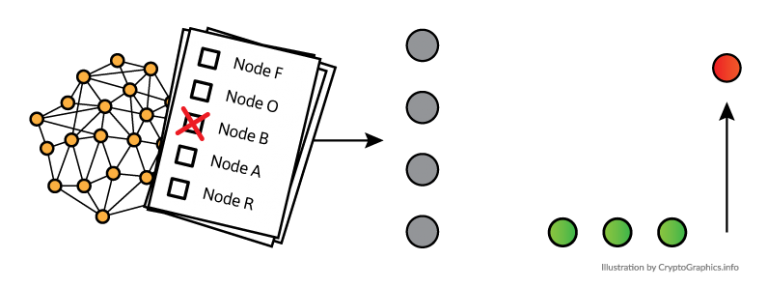 Node F
Node O
Node B
Node A
Node R
Illustration by CryptoGraphics.info